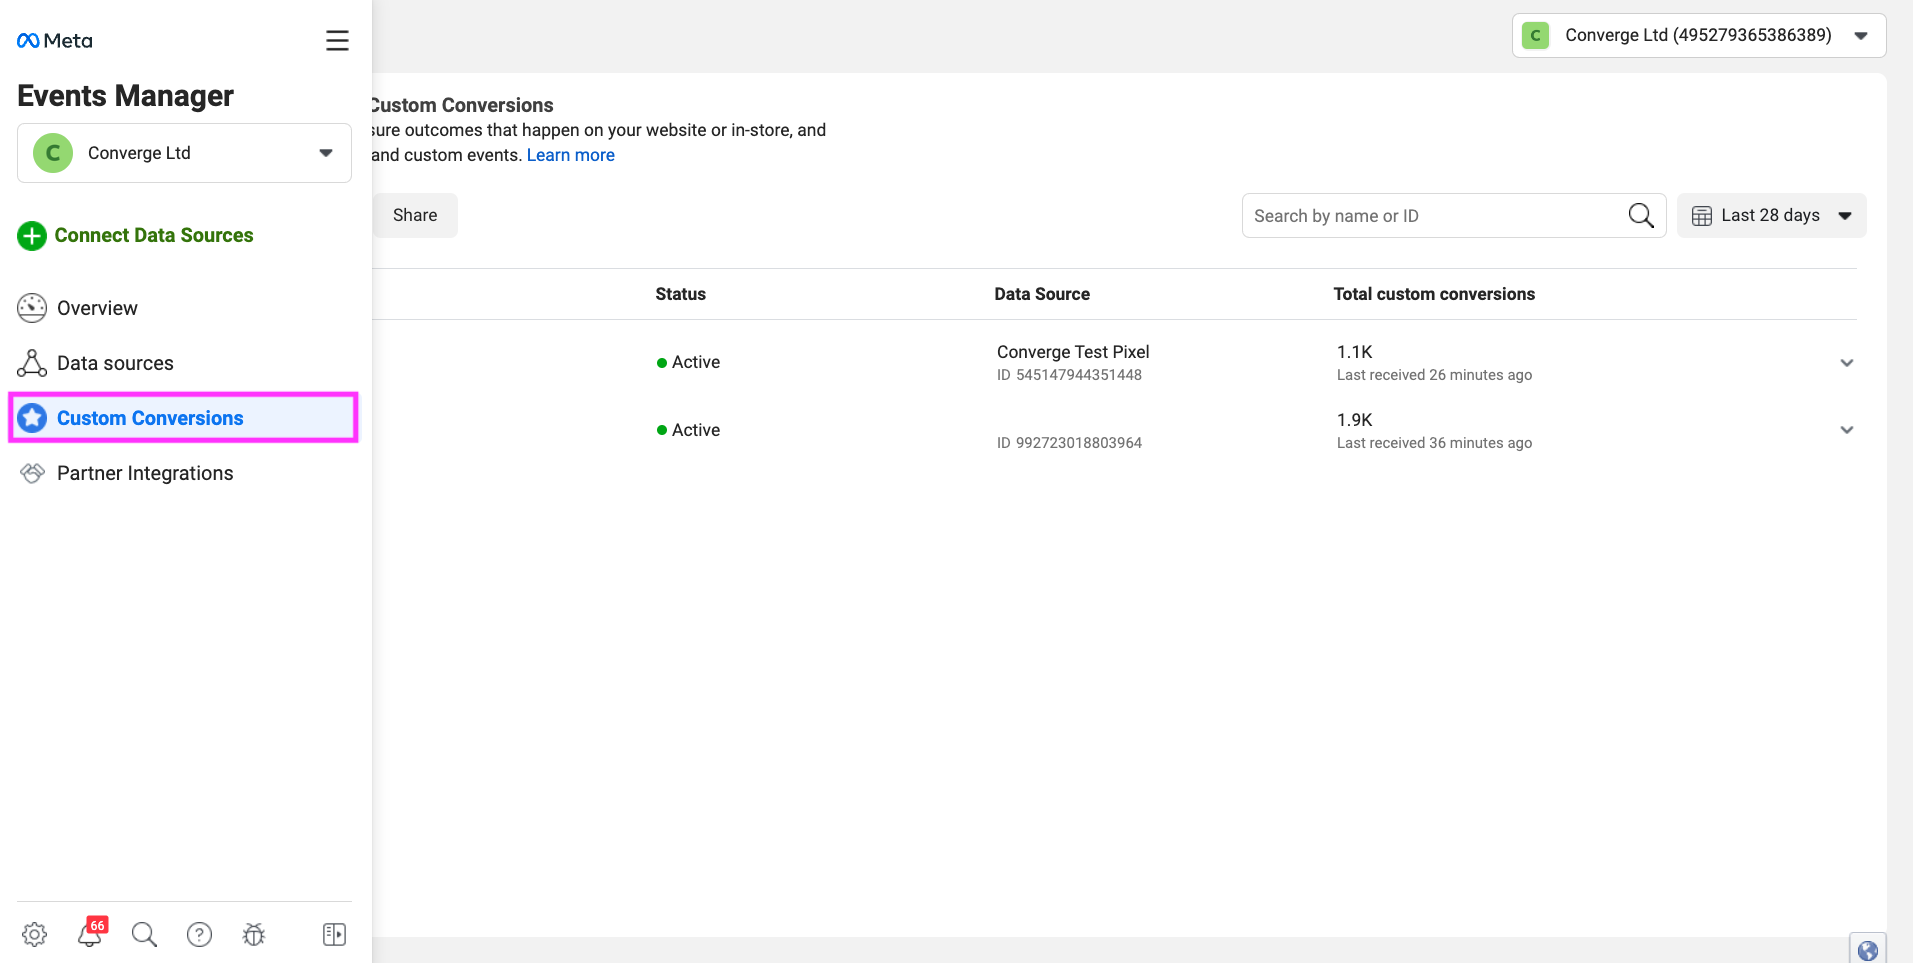 Meta
Events Manager
C Converge Ltd
Connect Data Sources
Overview
Data sources
Custom Conversions
Partner Integrations
66
C Converge Ltd (495279365386389)
Custom Conversions
sure outcomes that happen on your website or in-store, and
and custom events. Learn more
Share
Search by name or ID
Last 28 days
Status Data Source Total custom conversions
Active Converge Test Pixel 1.1K
ID 545147944351448 Last received 26 minutes ago
Active 1.9K
ID 992723018803964 Last received 36 minutes ago